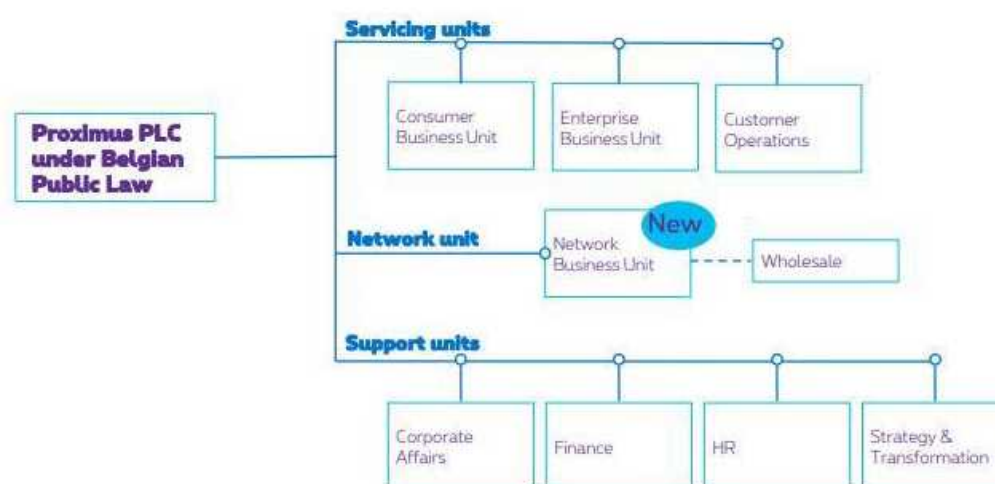 Servicing units
Consumer
Business Unit
Enterprise
Business Unit
Customer
Operations
Proximus PLC
under Belgian
Public Law
Network unit
New
Network
Business Unit
Wholesale
Support units
Corporate
Affairs
Finance
HR
Strategy &
Transformation